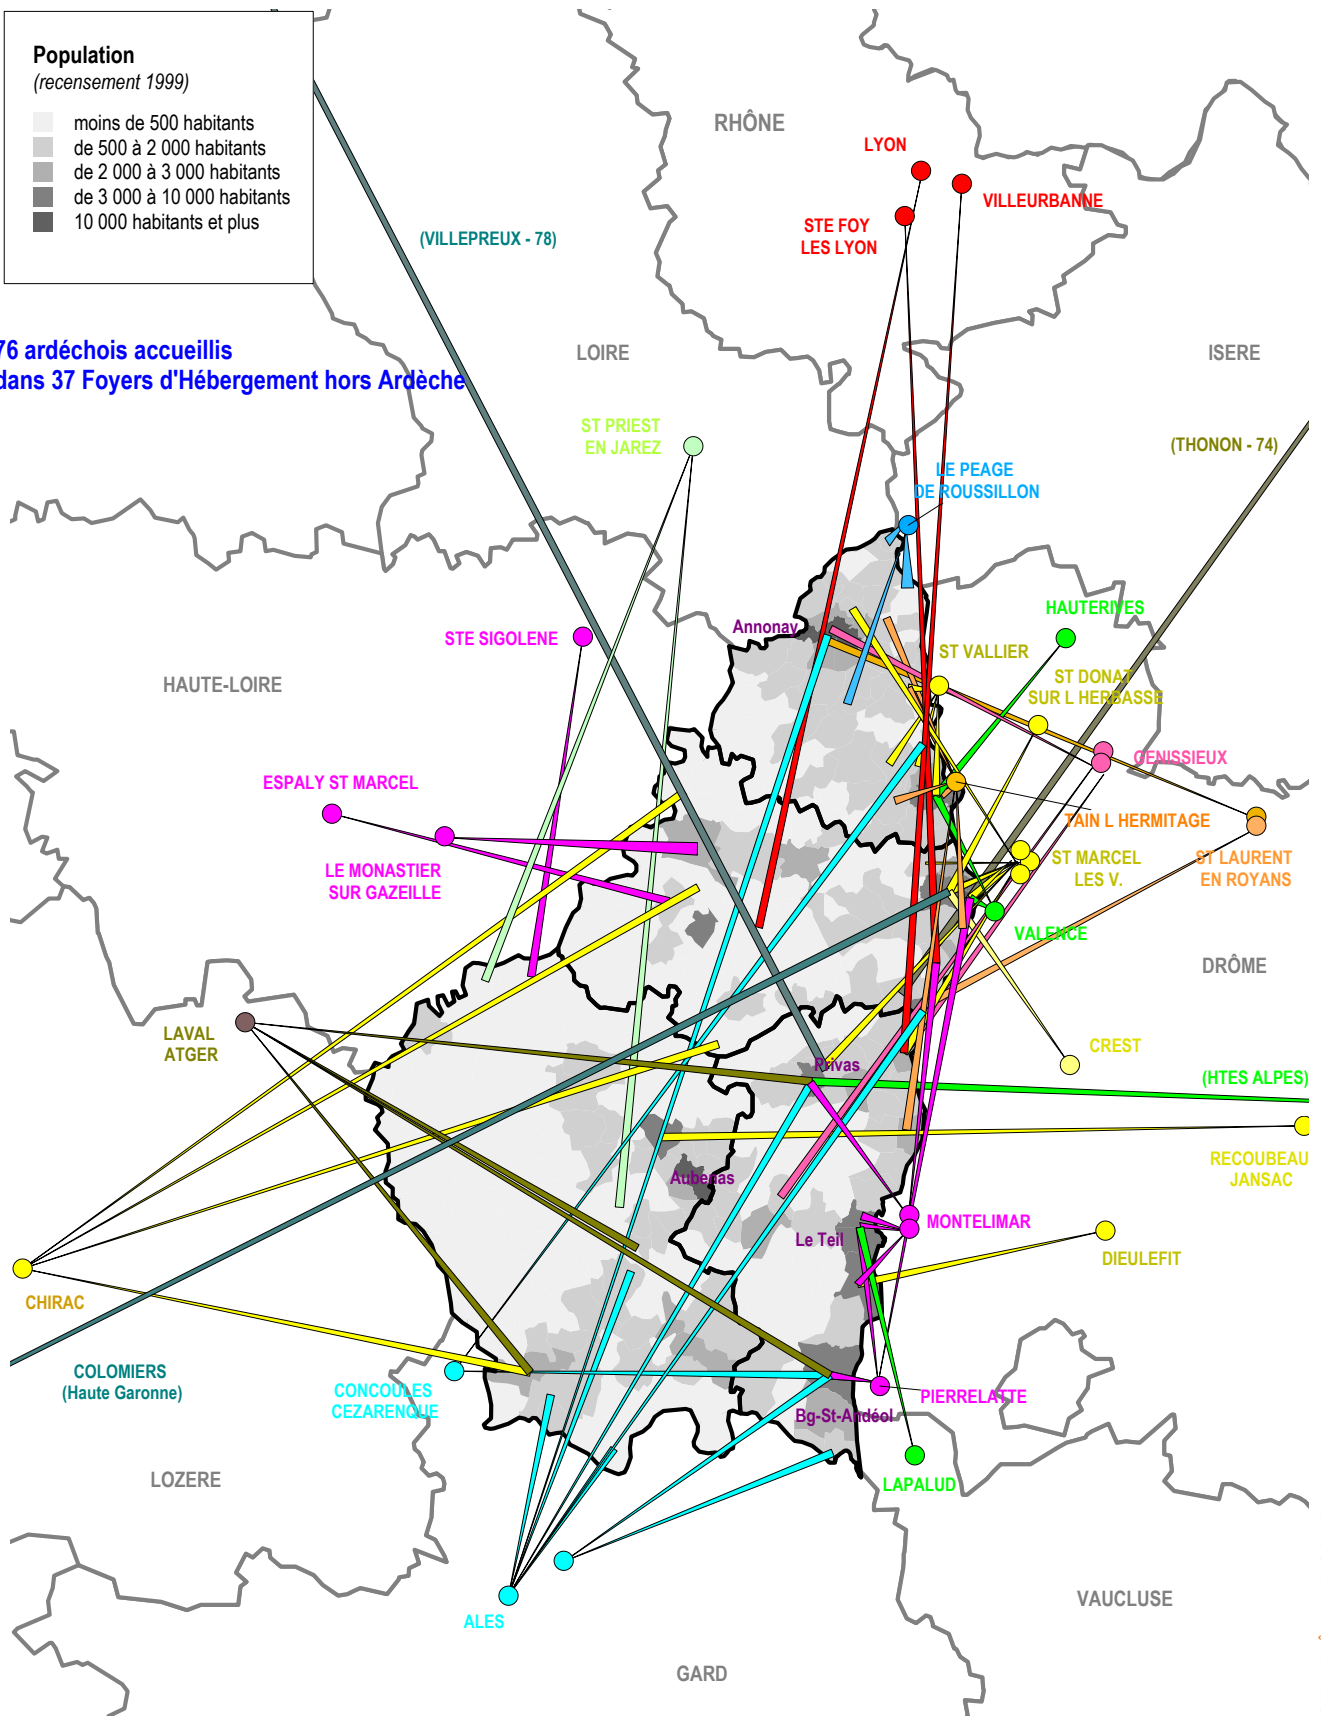 Population
(recensement 1999)
moins de 500 habitants
de 500 à 2 000 habitants
de 2 000 à 3 000 habitants
de 3 000 à 10 000 habitants
10 000 habitants et plus
RHÔNE
LYON
VILLEURBANNE
STE FOY
LES LYON
(VILLEPREUX - 78)
76 ardéchois accueillis
dans 37 Foyers d'Hébergement hors Ardèche
LOIRE
ISERE
ST PRIEST
EN JAREZ
(THONON - 74)
LE PEAGE
DE ROUSSILLON
HAUTERIVES
Annonay
STE SIGOLENE
ST VALLIER
HAUTE-LOIRE
ST DONAT
SUR L HERBASSE
GENISSIEUX
ESPALY ST MARCEL
TAIN L HERMITAGE
LE MONASTIER
SUR GAZEILLE
ST MARCEL
LES V.
ST LAURENT
EN ROYANS
VALENCE
DRÔME
LAVAL
ATGER
CREST
Privas
(HTES ALPES)
RECOUBEAU
JANSAC
Aubenas
MONTELIMAR
Le Teil
DIEULEFIT
CHIRAC
COLOMIERS
(Haute Garonne)
CONCOULES
CEZARENQUE
PIERRELATTE
Bg-St-Andéol
LOZERE
LAPALUD
VAUCLUSE
ALES
GARD